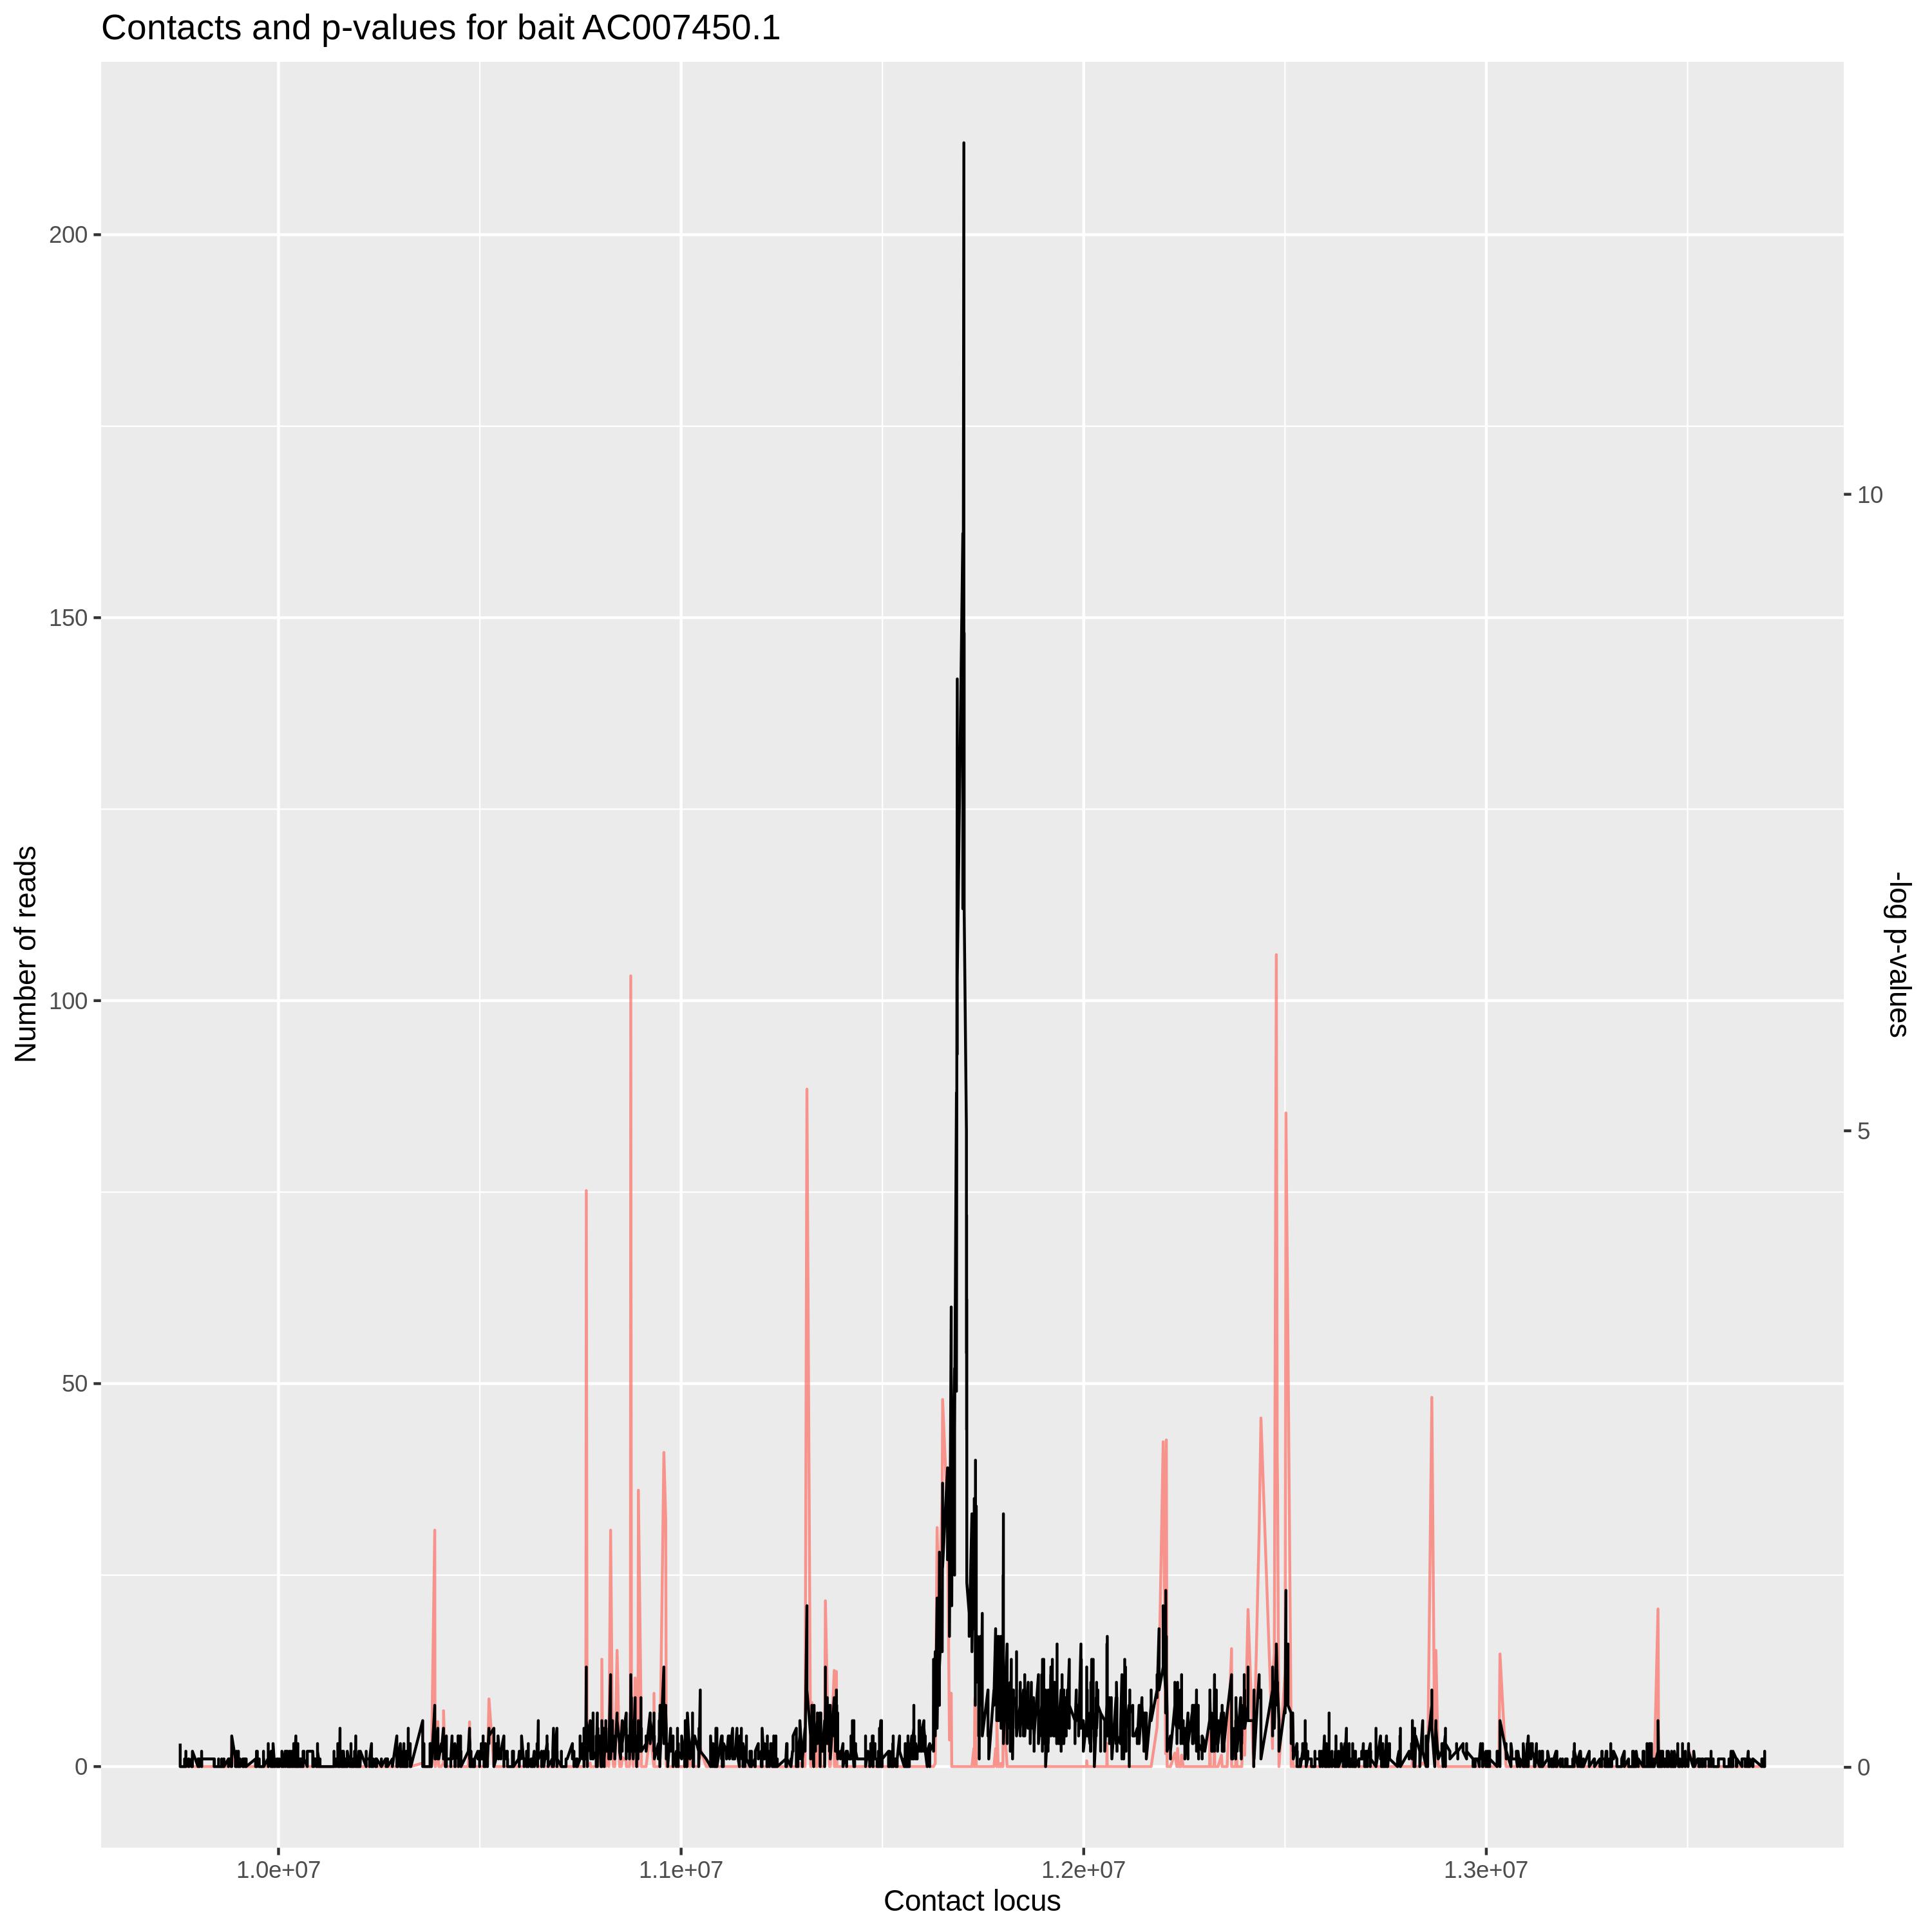 Contacts and p-values for bait AC007450.1
200
150
100
50
0
10
5
0
Number of reads
-log p-values
1.0e+07
1.1e+07
1.2e+07
1.3e+07
Contact locus